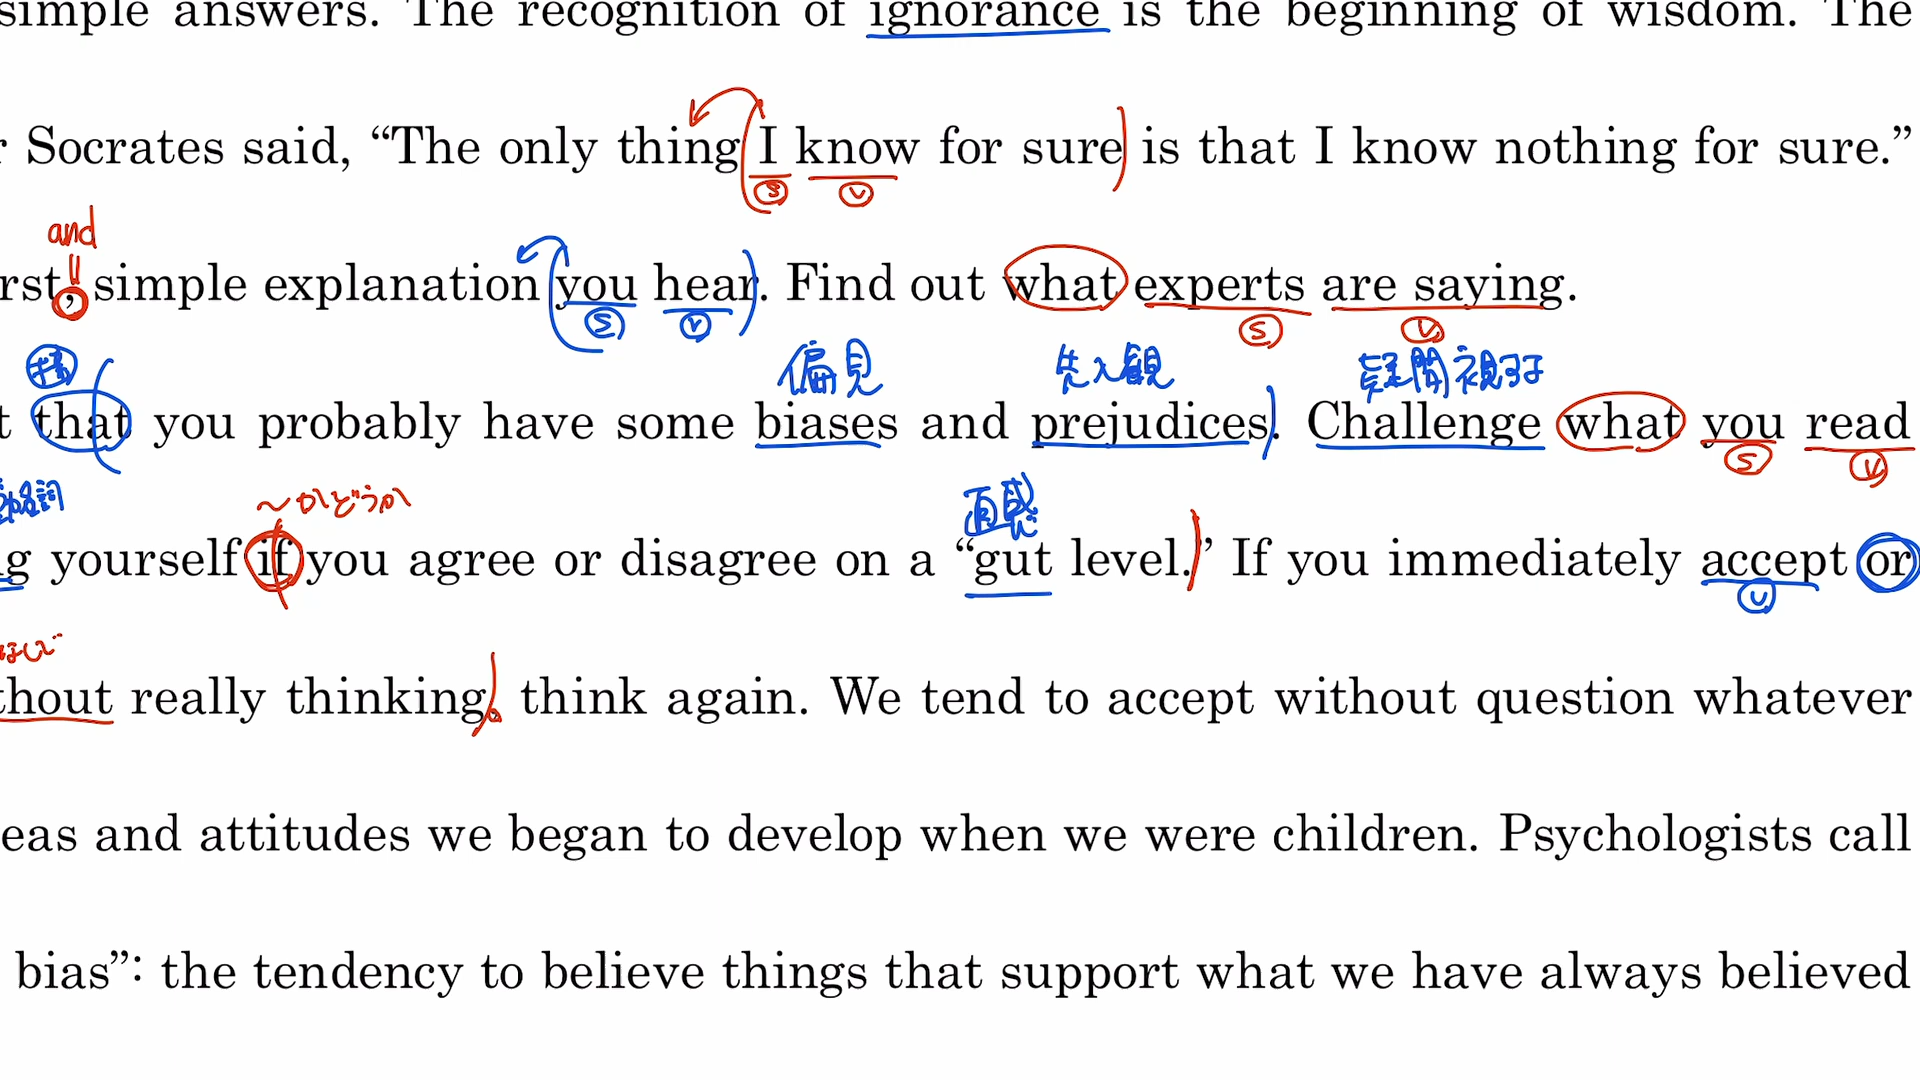 simple answers. The recognition of ignorance is the beginning of wisdom. The
r Socrates said, “The only thing I know for sure is that I know nothing for sure.”
S V
and
rst, simple explanation you hear. Find out what experts are saying.
S V S V
接 偏見 先入観 疑問視する
t that you probably have some biases and prejudices. Challenge what you read
S V
動名詞 〜かどうか 直感
g yourself if you agree or disagree on a “gut level.” If you immediately accept or
V
thout really thinking, think again. We tend to accept without question whatever
eas and attitudes we began to develop when we were children. Psychologists call
bias”: the tendency to believe things that support what we have always believed